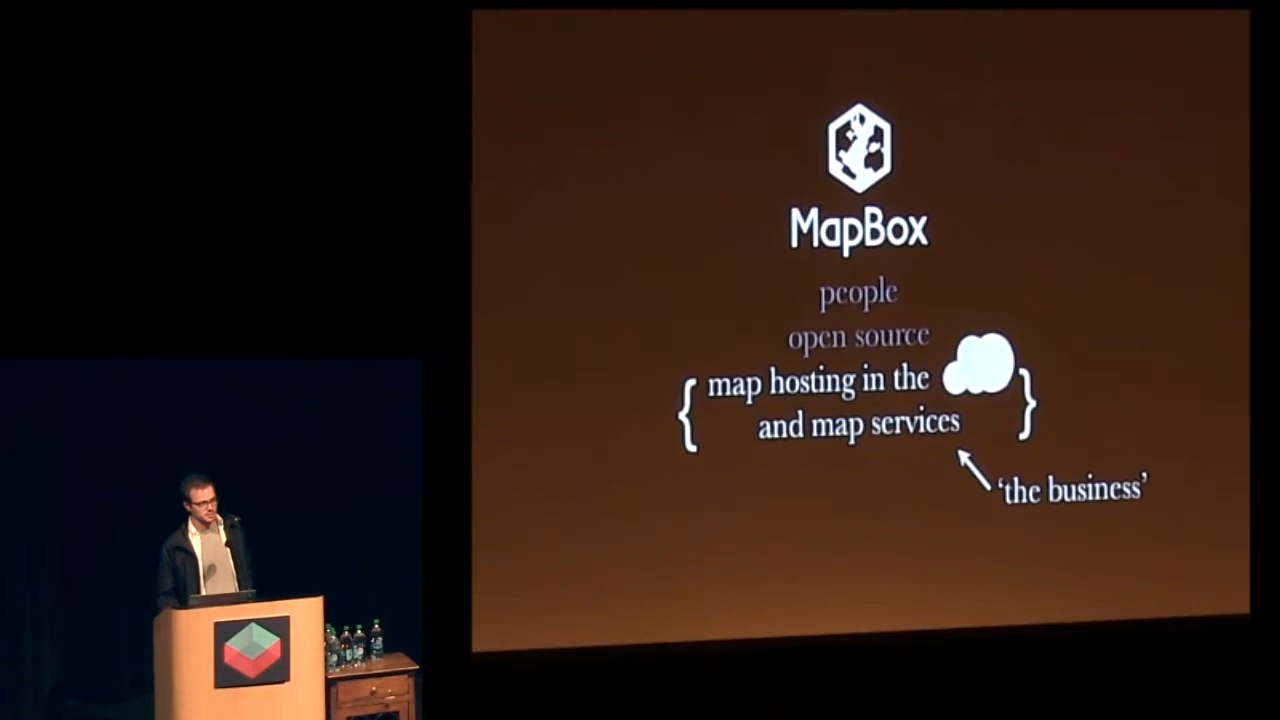 MapBox
people
open source
{ map hosting in the }
and map services
'the business'